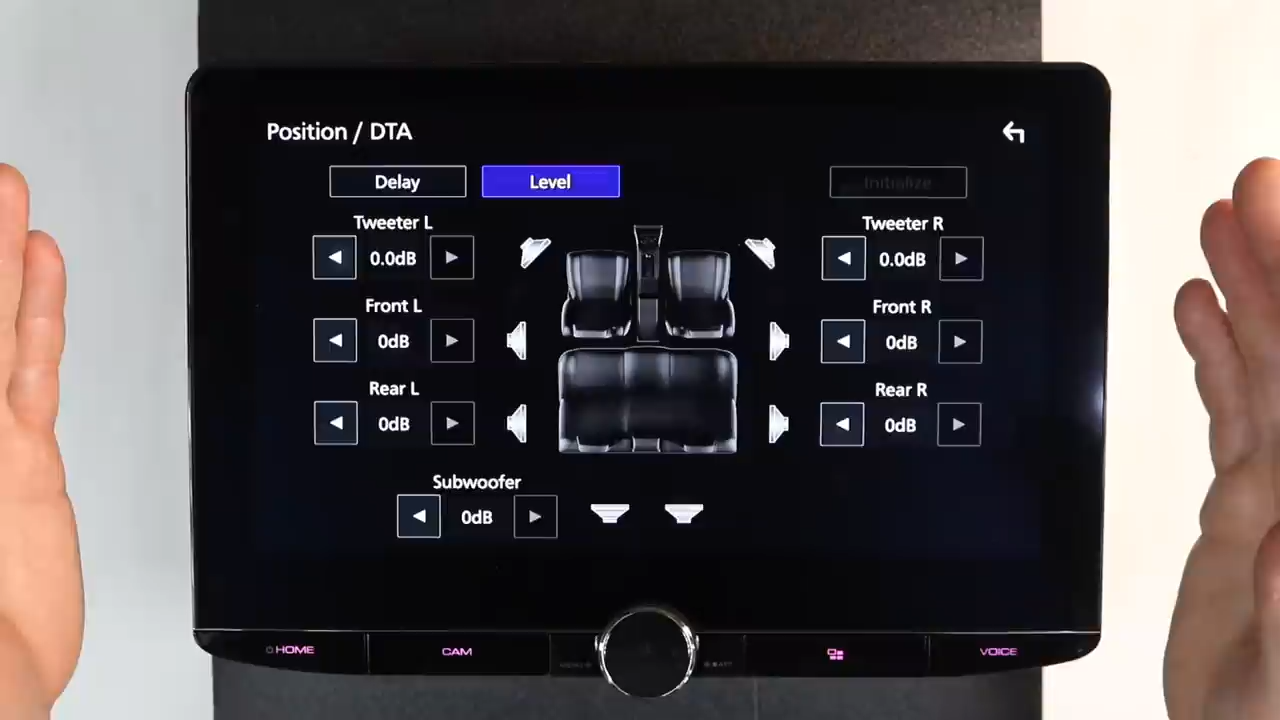 Position / DTA
Delay
Level
Initialize
Tweeter L
Tweeter R
0.0dB
0.0dB
Front L
Front R
0dB
0dB
Rear L
Rear R
0dB
0dB
Subwoofer
0dB
HOME
CAM
VOICE